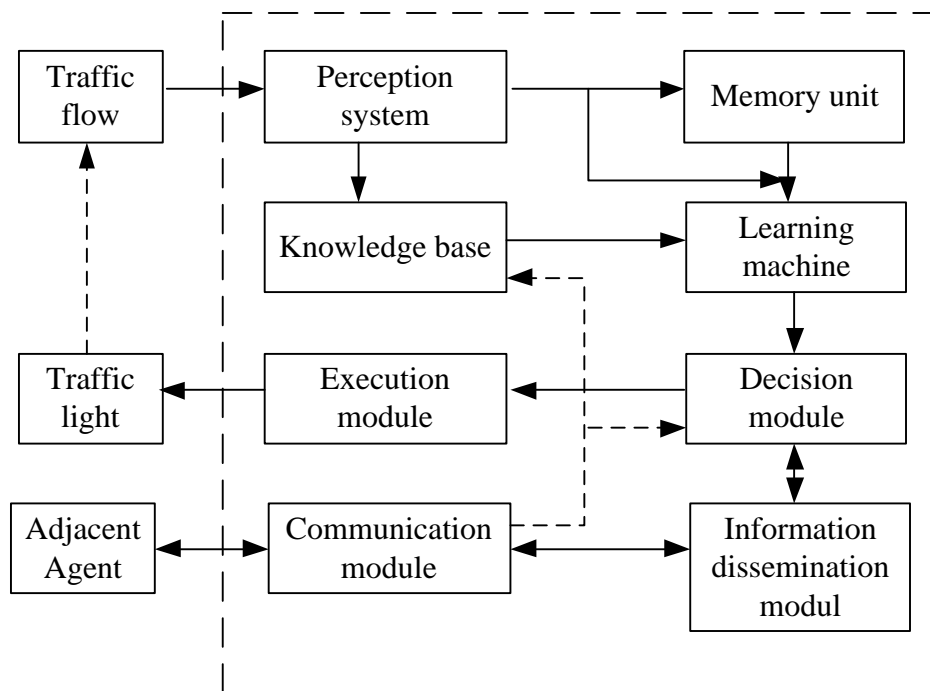 Traffic
flow
Perception
system
Memory unit
Knowledge base
Learning
machine
Traffic
light
Execution
module
Decision
module
Adjacent
Agent
Communication
module
Information
dissemination
modul